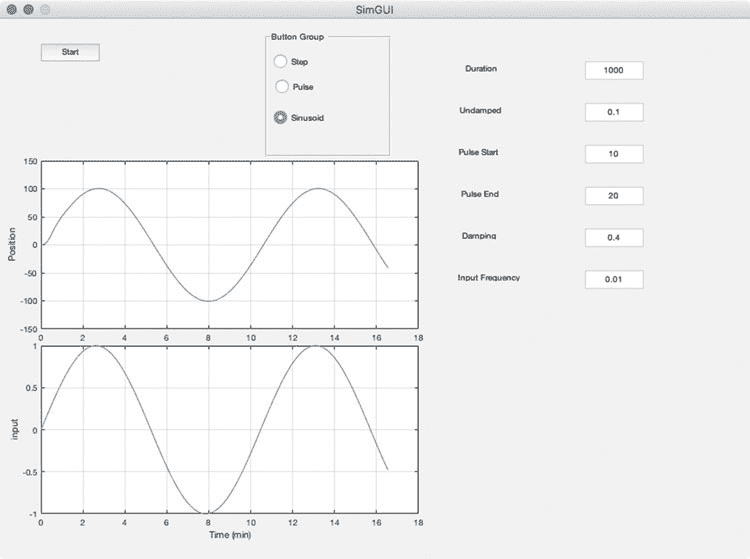 SimGUI
Start
Button Group
Step
Pulse
Sinusoid
Duration 1000
Undamped 0.1
Pulse Start 10
Pulse End 20
Damping 0.4
Input Frequency 0.01
150
100
50
0
-50
-100
-150
Position
0 2 4 6 8 10 12 14 16 18
1
0.5
0
-0.5
-1
input
0 2 4 6 8 10 12 14 16 18
Time (min)